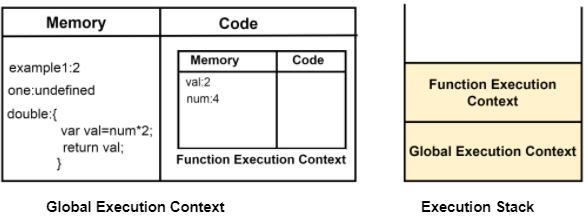 Memory
Code
example1:2
one:undefined
double:{
var val=num*2;
return val;
}
Memory
Code
val:2
num:4
Function Execution Context
Global Execution Context
Function Execution
Context
Global Execution Context
Execution Stack